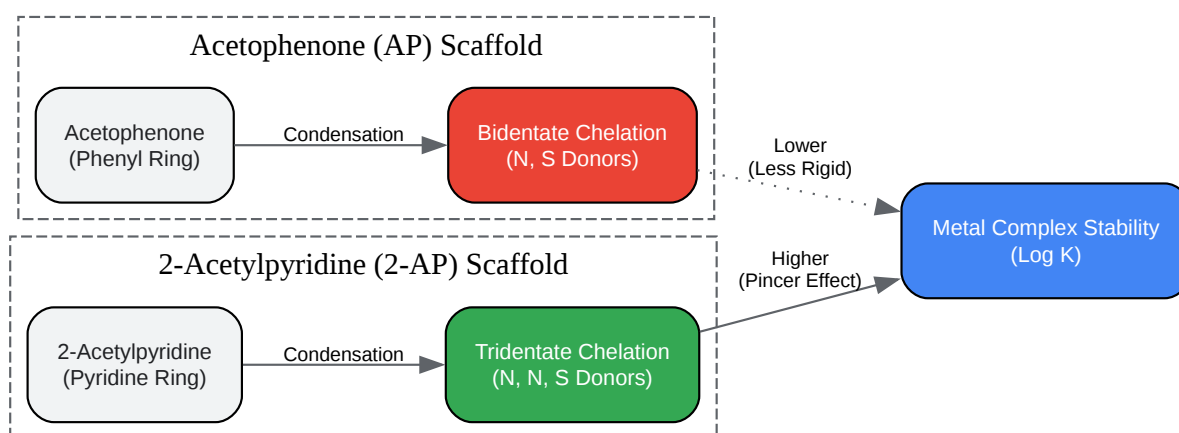 Acetophenone (AP) Scaffold
Acetophenone
(Phenyl Ring)
Condensation
Bidentate Chelation
(N, S Donors)
Lower
(Less Rigid)
Metal Complex Stability
(Log K)
2-Acetylpyridine (2-AP) Scaffold
Higher
(Pincer Effect)
2-Acetylpyridine
(Pyridine Ring)
Condensation
Tridentate Chelation
(N, N, S Donors)